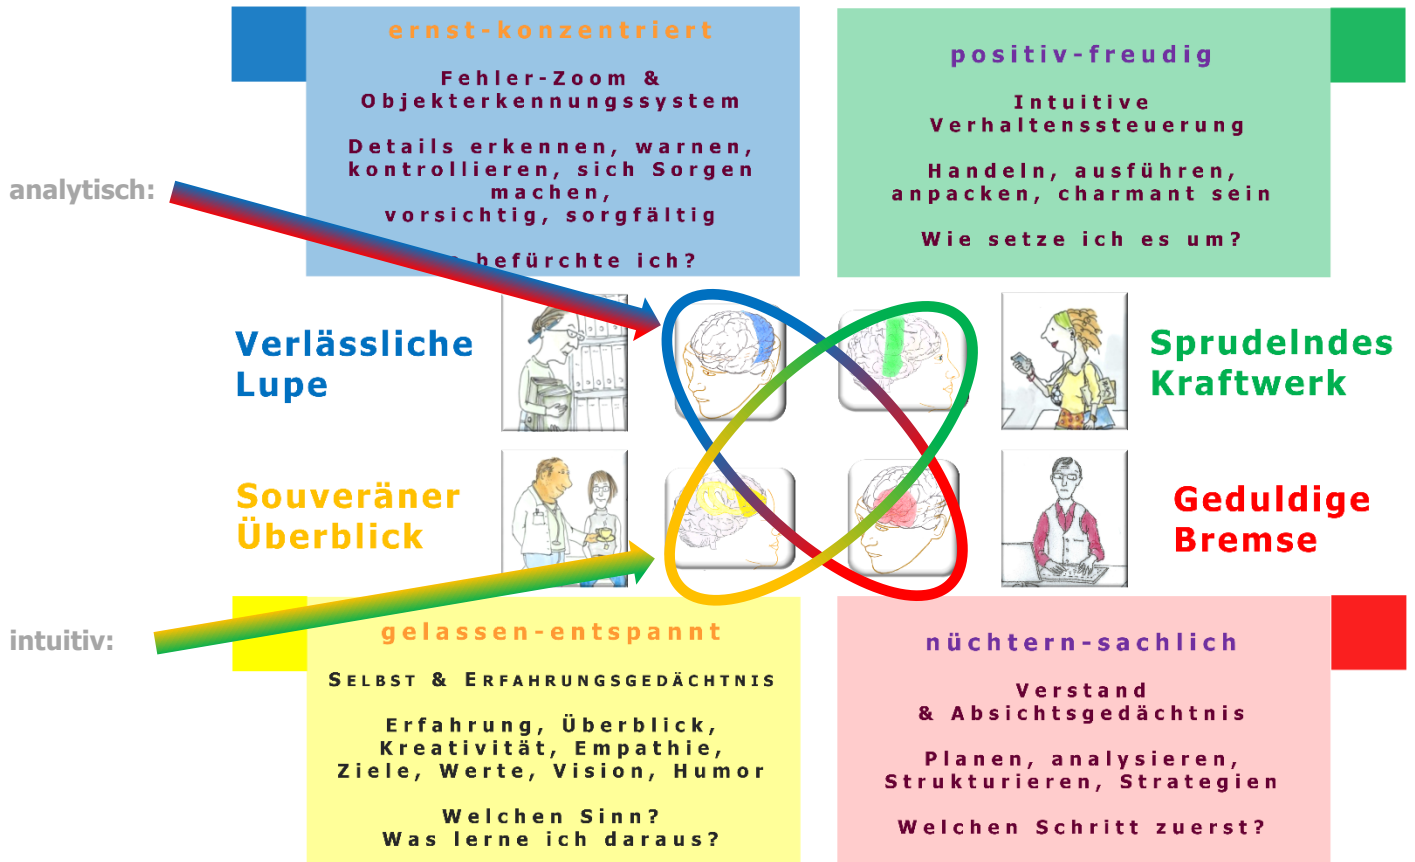 ernst-konzentriert
Fehler-Zoom &
Objekterkennungssystem
Details erkennen, warnen,
kontrollieren, sich Sorgen
machen,
vorsichtig, sorgfältig
befürchte ich?
positiv-freudig
Intuitive
Verhaltenssteuerung
Handeln, ausführen,
anpacken, charmant sein
Wie setze ich es um?
analytisch:
Verlässliche
Lupe
Sprudelndes
Kraftwerk
Souveräner
Überblick
Geduldige
Bremse
intuitiv:
gelassen-entspannt
SELBST & ERFAHRUNGSGEDÄCHTNIS
Erfahrung, Überblick,
Kreativität, Empathie,
Ziele, Werte, Vision, Humor
Welchen Sinn?
Was lerne ich daraus?
nüchtern-sachlich
Verstand
& Absichtsgedächtnis
Planen, analysieren,
Strukturieren, Strategien
Welchen Schritt zuerst?